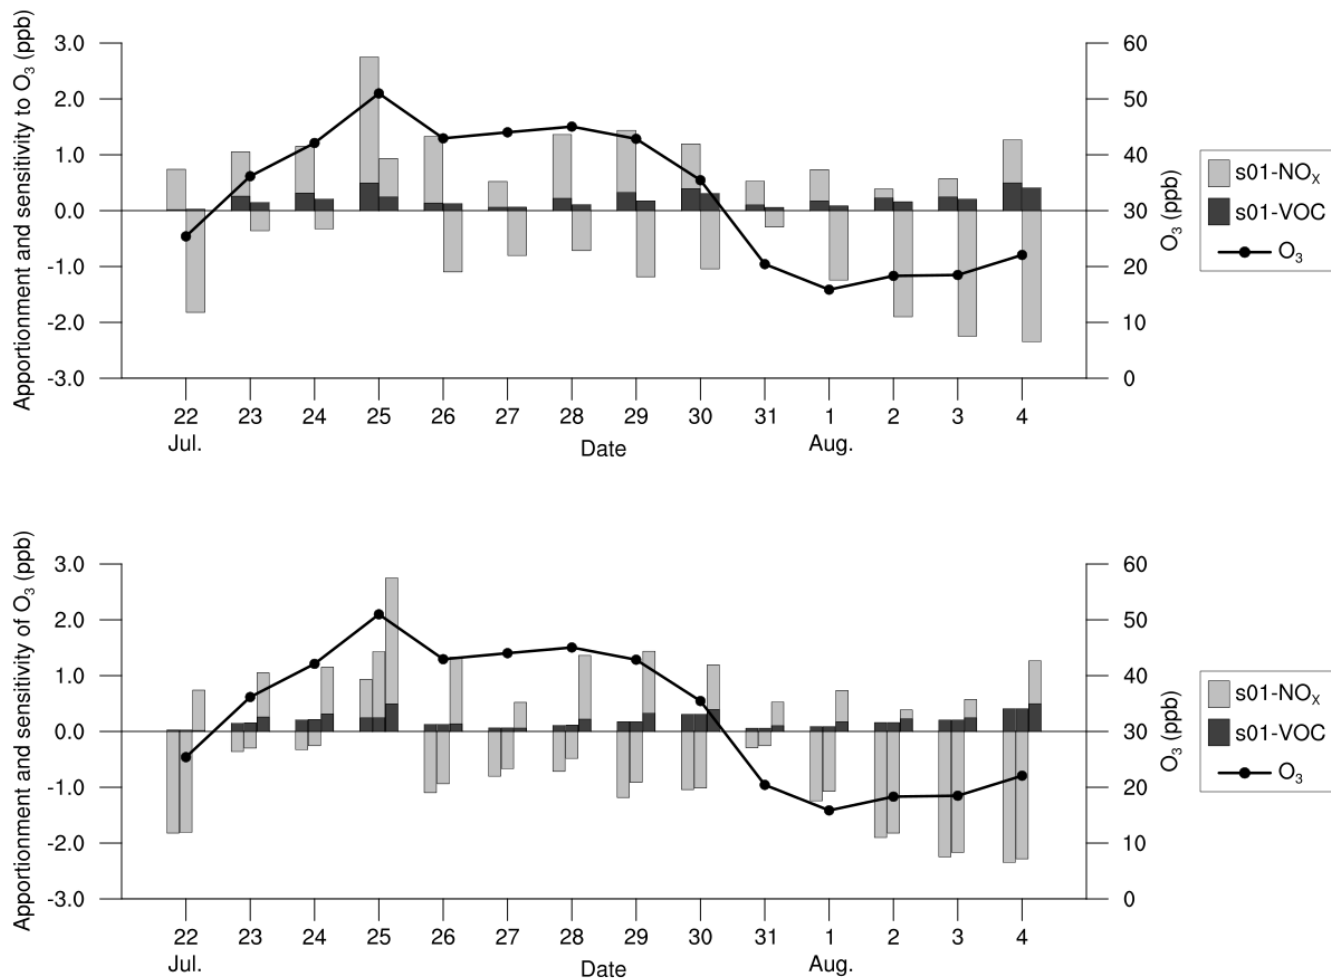 Apportionment and sensitivity to O₃ (ppb)
3.0
2.0
1.0
0.0
-1.0
-2.0
-3.0
60
50
40
30
20
10
0
O₃ (ppb)
s01-NOₓ
s01-VOC
O₃
22 23 24 25 26 27 28 29 30 31 1 2 3 4
Jul. Aug.
Date
Apportionment and sensitivity of O₃ (ppb)
3.0
2.0
1.0
0.0
-1.0
-2.0
-3.0
60
50
40
30
20
10
0
O₃ (ppb)
s01-NOₓ
s01-VOC
O₃
22 23 24 25 26 27 28 29 30 31 1 2 3 4
Jul. Aug.
Date